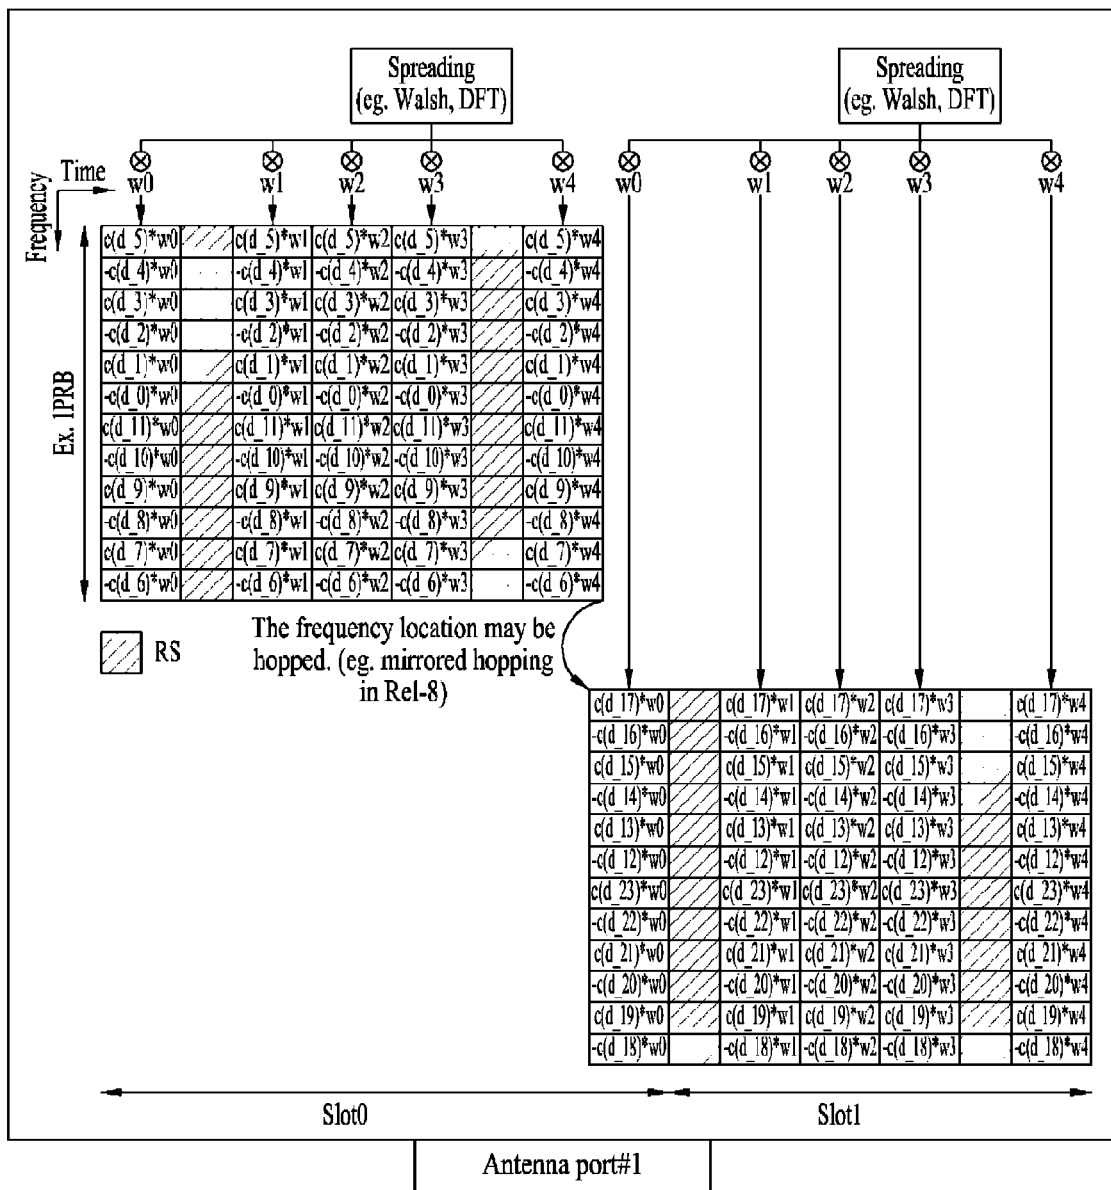 Spreading
(eg. Walsh, DFT)
Spreading
(eg. Walsh, DFT)
Time
Frequency
w0 w1 w2 w3 w4
w0 w1 w2 w3 w4
c(d_5)*w0 c(d_5)*w1 c(d_5)*w2 c(d_5)*w3 c(d_5)*w4
-c(d_4)*w0 -c(d_4)*w1 -c(d_4)*w2 -c(d_4)*w3 -c(d_4)*w4
c(d_3)*w0 c(d_3)*w1 c(d_3)*w2 c(d_3)*w3 c(d_3)*w4
-c(d_2)*w0 -c(d_2)*w1 -c(d_2)*w2 -c(d_2)*w3 -c(d_2)*w4
c(d_1)*w0 c(d_1)*w1 c(d_1)*w2 c(d_1)*w3 c(d_1)*w4
-c(d_0)*w0 -c(d_0)*w1 -c(d_0)*w2 -c(d_0)*w3 -c(d_0)*w4
c(d_11)*w0 c(d_11)*w1 c(d_11)*w2 c(d_11)*w3 c(d_11)*w4
-c(d_10)*w0 -c(d_10)*w1 -c(d_10)*w2 -c(d_10)*w3 -c(d_10)*w4
c(d_9)*w0 c(d_9)*w1 c(d_9)*w2 c(d_9)*w3 c(d_9)*w4
-c(d_8)*w0 -c(d_8)*w1 -c(d_8)*w2 -c(d_8)*w3 -c(d_8)*w4
c(d_7)*w0 c(d_7)*w1 c(d_7)*w2 c(d_7)*w3 c(d_7)*w4
-c(d_6)*w0 -c(d_6)*w1 -c(d_6)*w2 -c(d_6)*w3 -c(d_6)*w4
Ex. 1PRB
RS
The frequency location may be
hopped. (eg. mirrored hopping
in Rel-8)
c(d_17)*w0 c(d_17)*w1 c(d_17)*w2 c(d_17)*w3 c(d_17)*w4
-c(d_16)*w0 -c(d_16)*w1 -c(d_16)*w2 -c(d_16)*w3 -c(d_16)*w4
c(d_15)*w0 c(d_15)*w1 c(d_15)*w2 c(d_15)*w3 c(d_15)*w4
-c(d_14)*w0 -c(d_14)*w1 -c(d_14)*w2 -c(d_14)*w3 -c(d_14)*w4
c(d_13)*w0 c(d_13)*w1 c(d_13)*w2 c(d_13)*w3 c(d_13)*w4
-c(d_12)*w0 -c(d_12)*w1 -c(d_12)*w2 -c(d_12)*w3 -c(d_12)*w4
c(d_23)*w0 c(d_23)*w1 c(d_23)*w2 c(d_23)*w3 c(d_23)*w4
-c(d_22)*w0 -c(d_22)*w1 -c(d_22)*w2 -c(d_22)*w3 -c(d_22)*w4
c(d_21)*w0 c(d_21)*w1 c(d_21)*w2 c(d_21)*w3 c(d_21)*w4
-c(d_20)*w0 -c(d_20)*w1 -c(d_20)*w2 -c(d_20)*w3 -c(d_20)*w4
c(d_19)*w0 c(d_19)*w1 c(d_19)*w2 c(d_19)*w3 c(d_19)*w4
-c(d_18)*w0 -c(d_18)*w1 -c(d_18)*w2 -c(d_18)*w3 -c(d_18)*w4
Slot0 Slot1
Antenna port#1